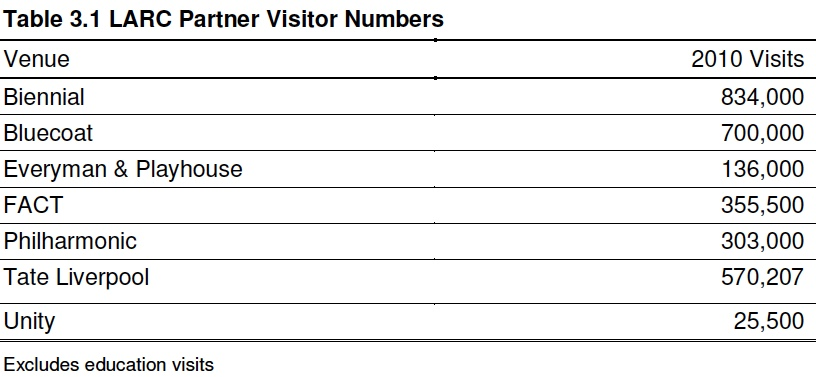 Table 3.1 LARC Partner Visitor Numbers
Venue 2010 Visits
Biennial 834,000
Bluecoat 700,000
Everyman & Playhouse 136,000
FACT 355,500
Philharmonic 303,000
Tate Liverpool 570,207
Unity 25,500
Excludes education visits